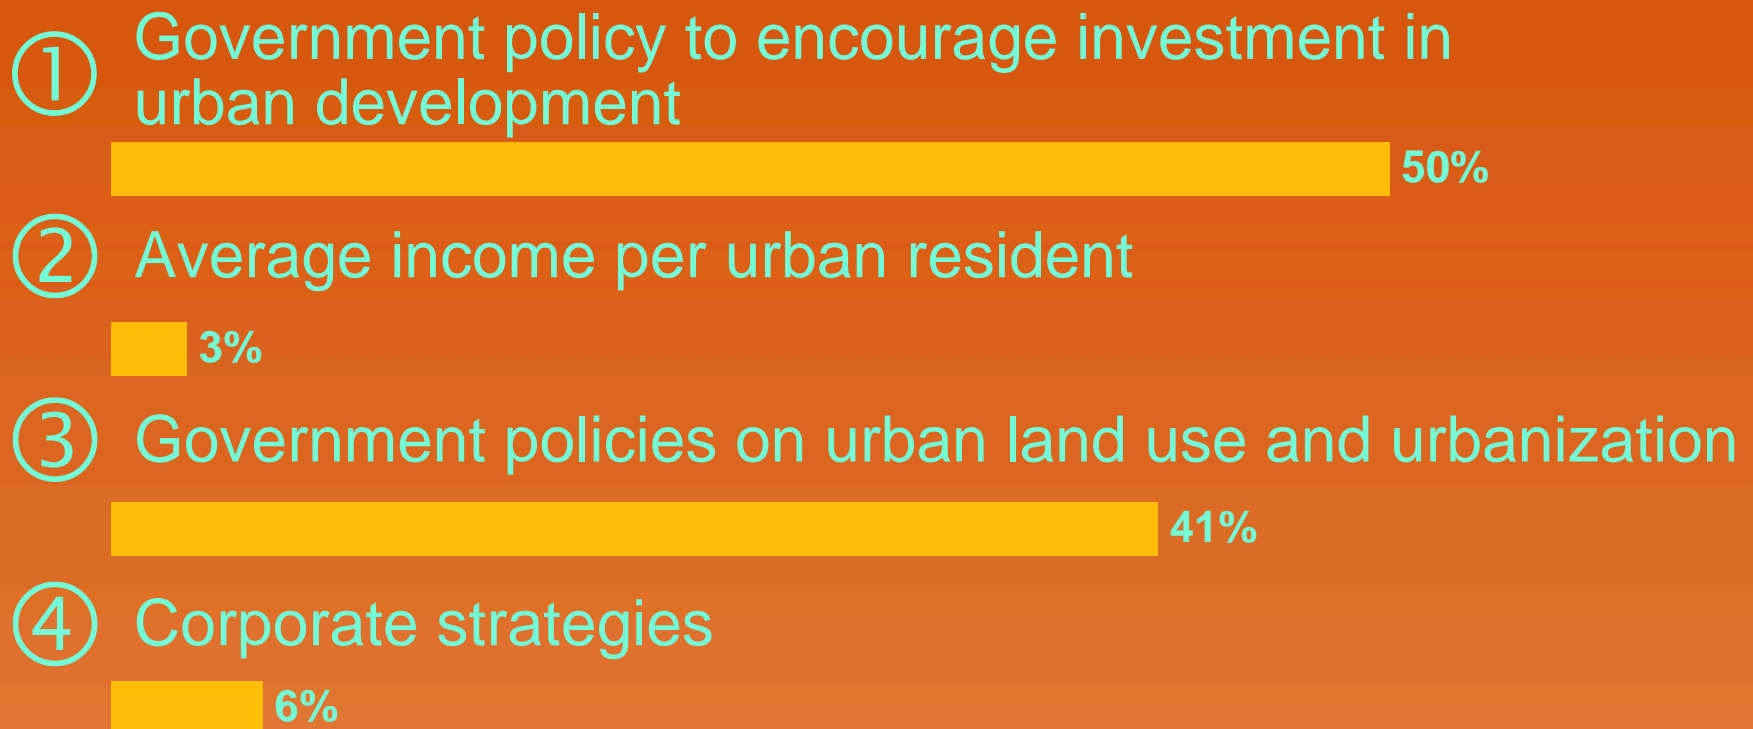 ① Government policy to encourage investment in
urban development
50%
② Average income per urban resident
3%
③ Government policies on urban land use and urbanization
41%
④ Corporate strategies
6%